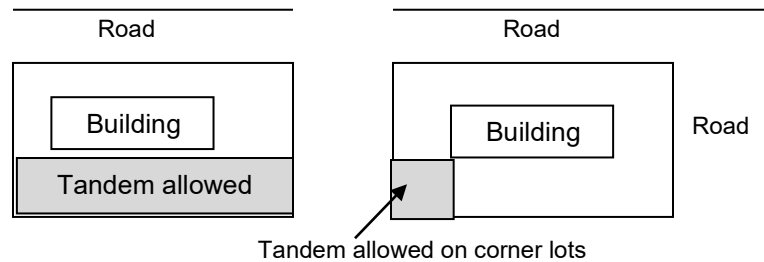 Road
Road
Building
Building
Road
Tandem allowed
Tandem allowed on corner lots